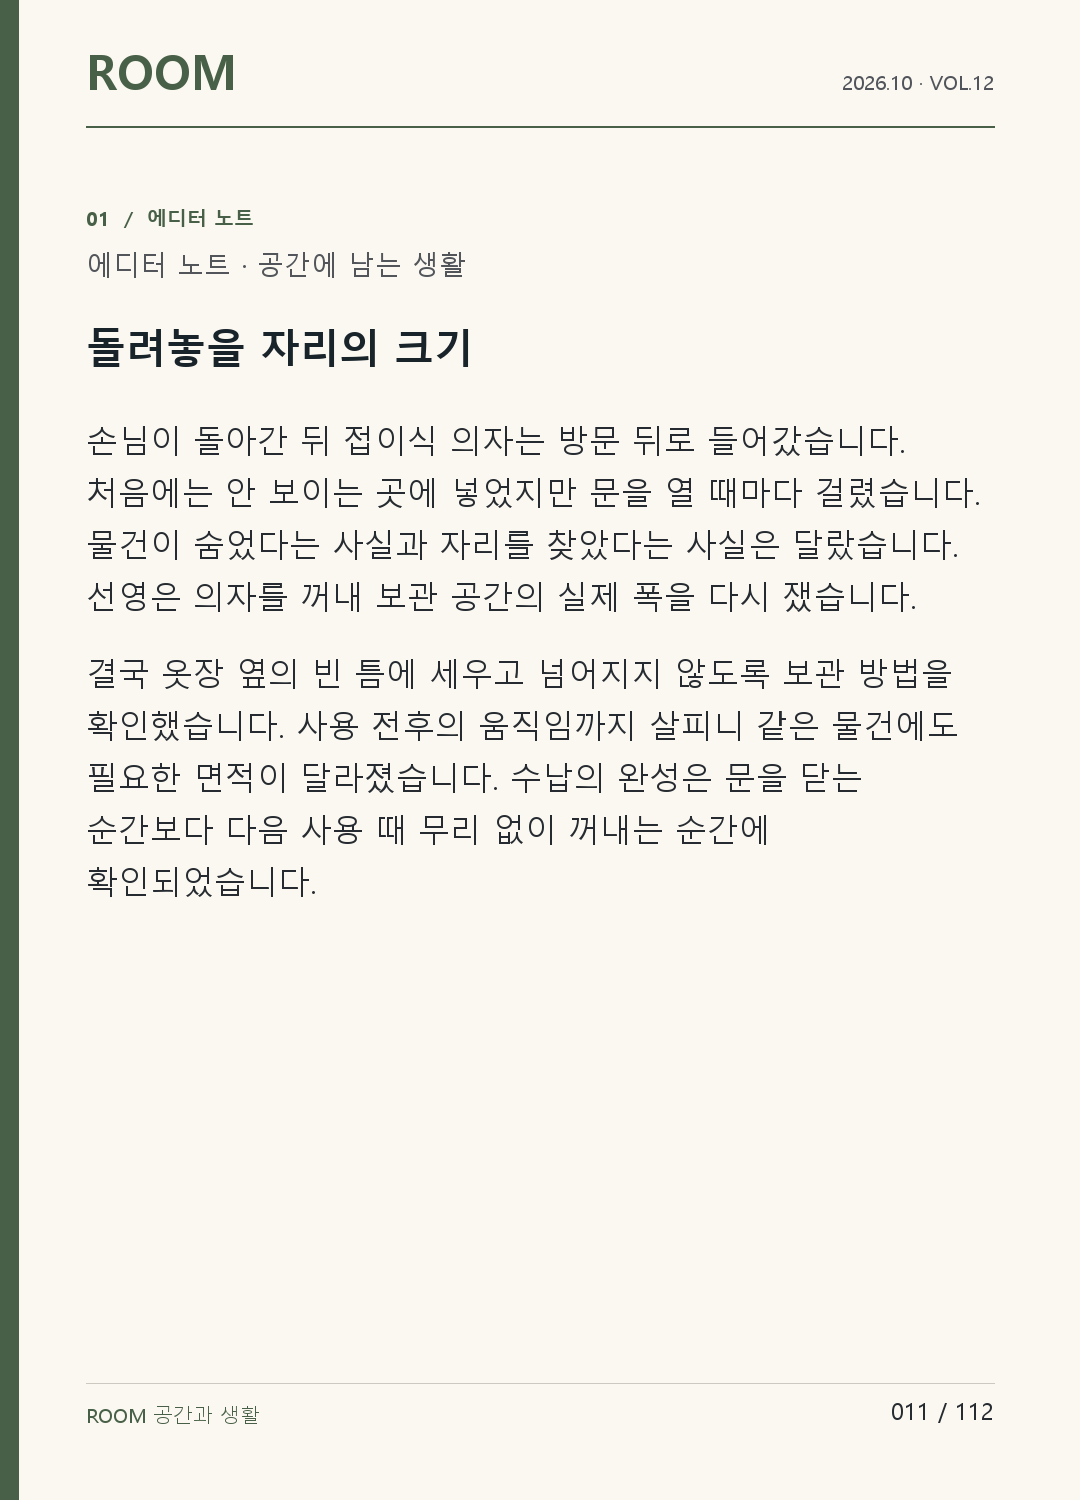 ROOM
2026.10 · VOL.12
01 / 에디터 노트
에디터 노트 · 공간에 남는 생활
돌려놓을 자리의 크기
손님이 돌아간 뒤 접이식 의자는 방문 뒤로 들어갔습니다.
처음에는 안 보이는 곳에 넣었지만 문을 열 때마다 걸렸습니다.
물건이 숨었다는 사실과 자리를 찾았다는 사실은 달랐습니다.
선영은 의자를 꺼내 보관 공간의 실제 폭을 다시 쟀습니다.
결국 옷장 옆의 빈 틈에 세우고 넘어지지 않도록 보관 방법을
확인했습니다. 사용 전후의 움직임까지 살피니 같은 물건에도
필요한 면적이 달라졌습니다. 수납의 완성은 문을 닫는
순간보다 다음 사용 때 무리 없이 꺼내는 순간에
확인되었습니다.
ROOM 공간과 생활
011 / 112